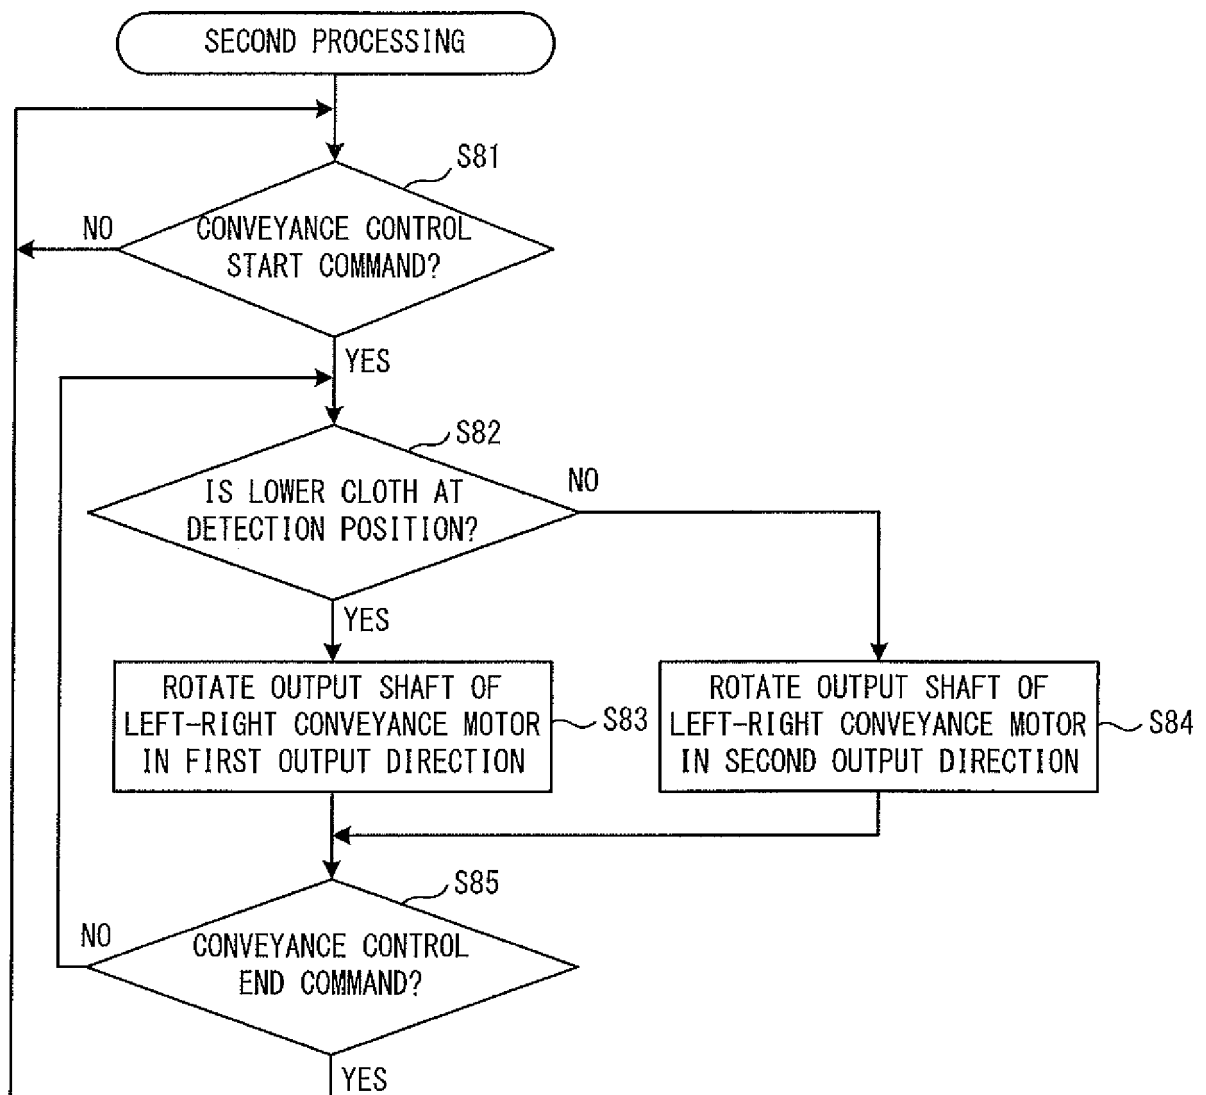 SECOND PROCESSING
S81
NO
CONVEYANCE CONTROL
START COMMAND?
YES
S82
NO
IS LOWER CLOTH AT
DETECTION POSITION?
YES
ROTATE OUTPUT SHAFT OF
LEFT-RIGHT CONVEYANCE MOTOR
IN FIRST OUTPUT DIRECTION
S83
ROTATE OUTPUT SHAFT OF
LEFT-RIGHT CONVEYANCE MOTOR
IN SECOND OUTPUT DIRECTION
S84
S85
NO
CONVEYANCE CONTROL
END COMMAND?
YES